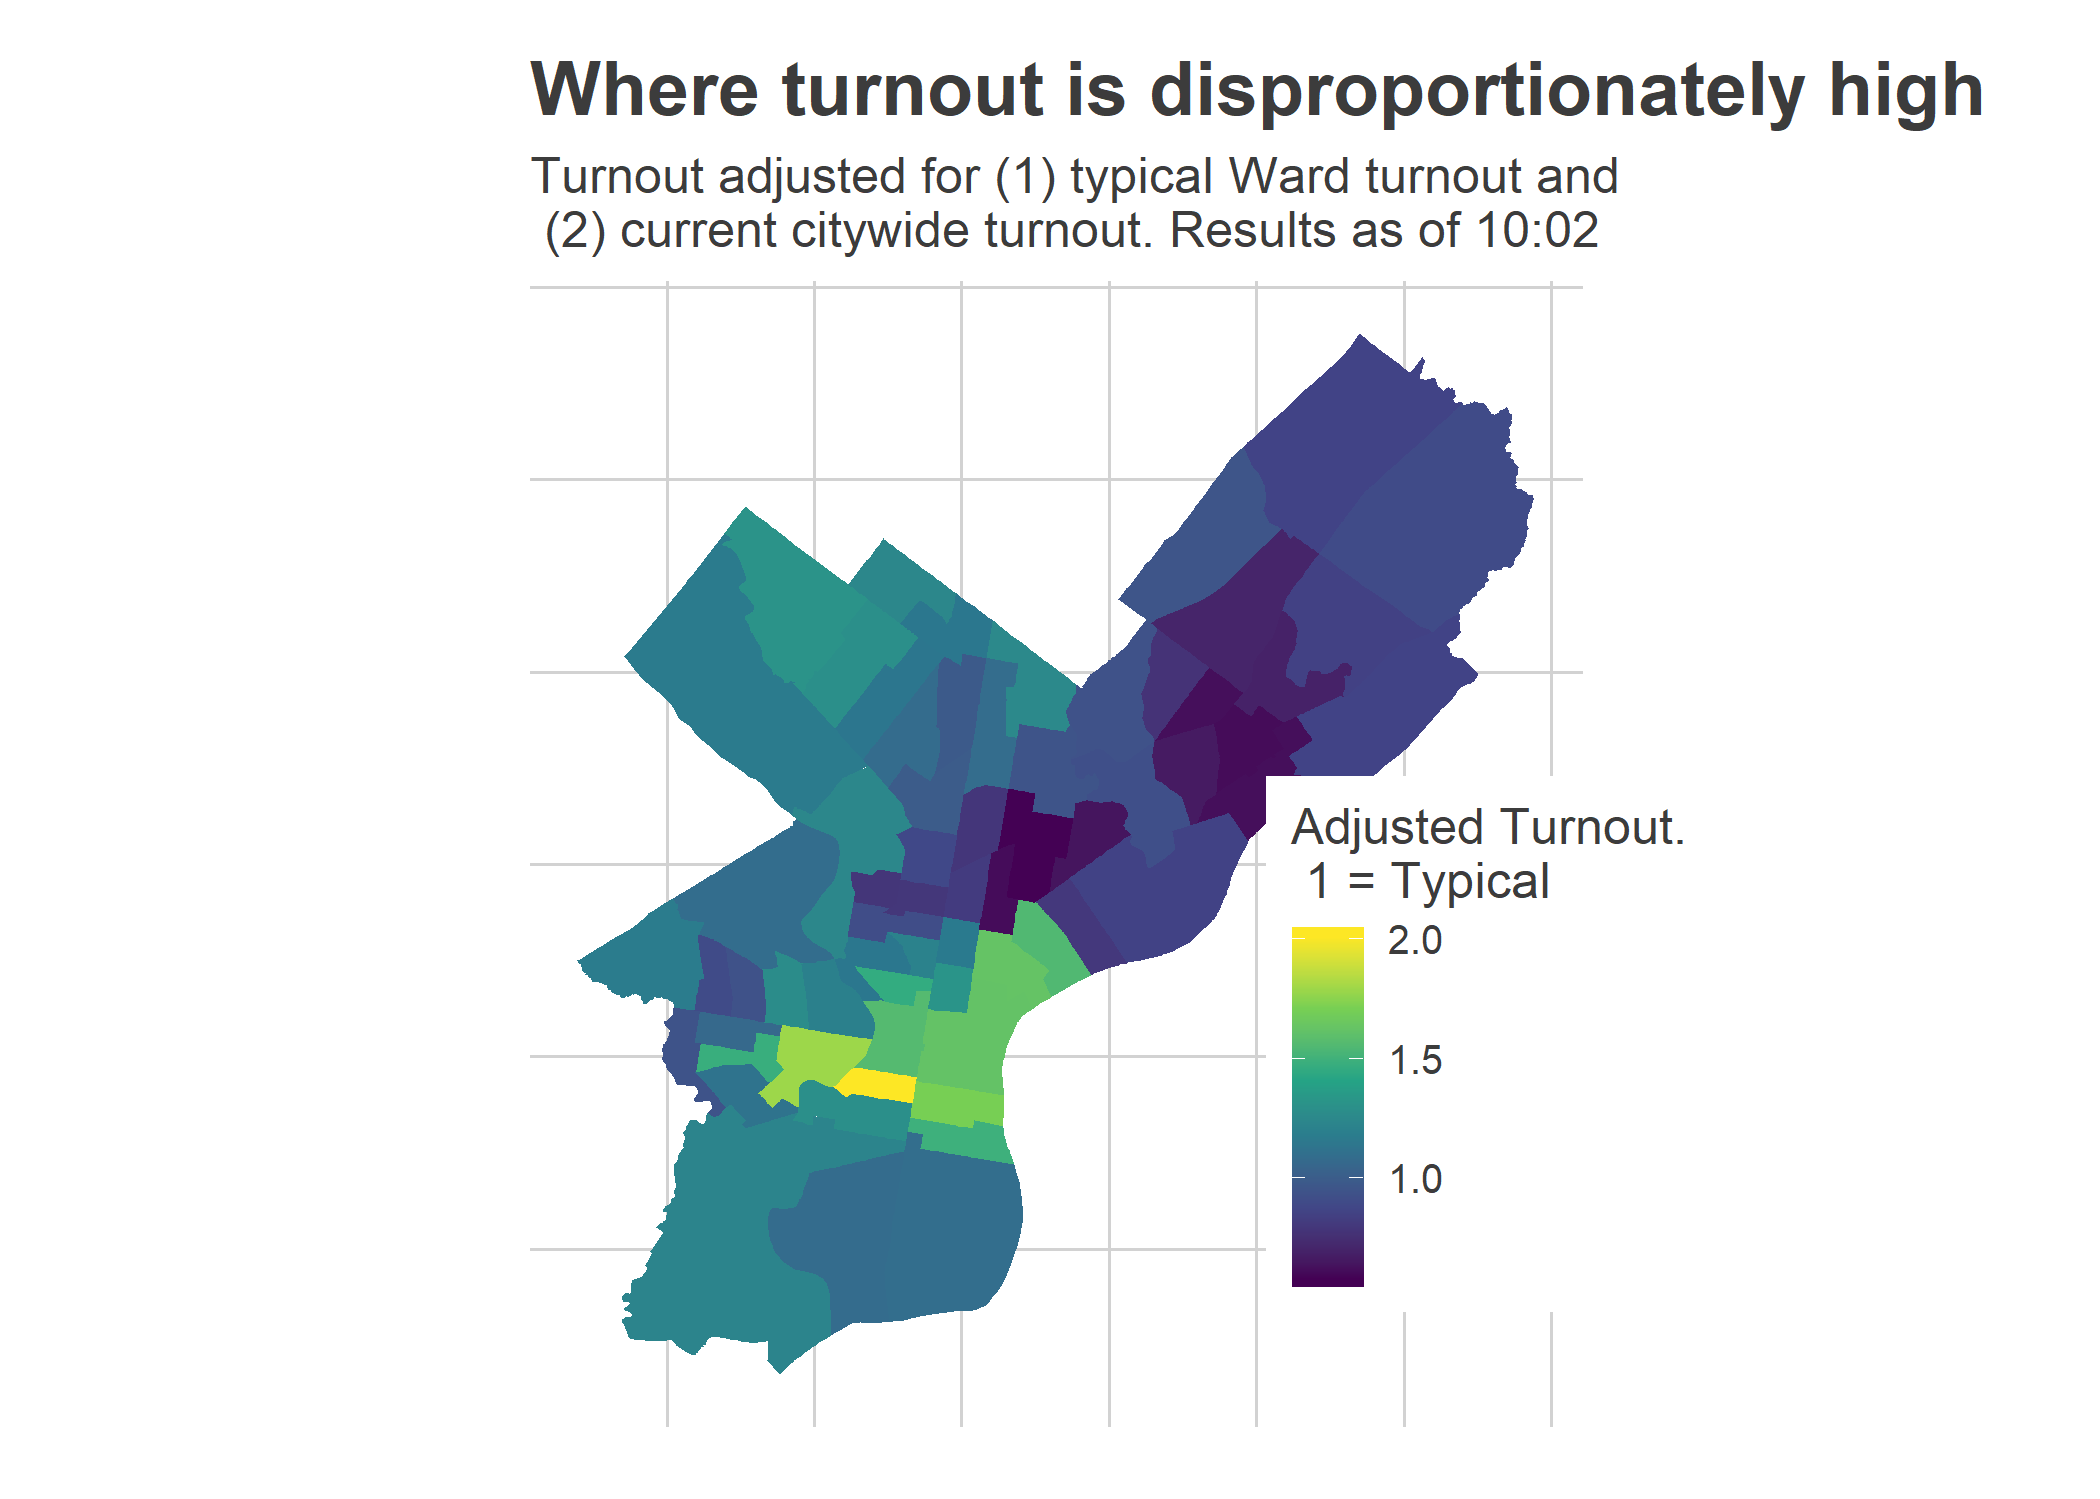 Where turnout is disproportionately high
Turnout adjusted for (1) typical Ward turnout and
(2) current citywide turnout. Results as of 10:02
Adjusted Turnout.
1 = Typical
2.0
1.5
1.0